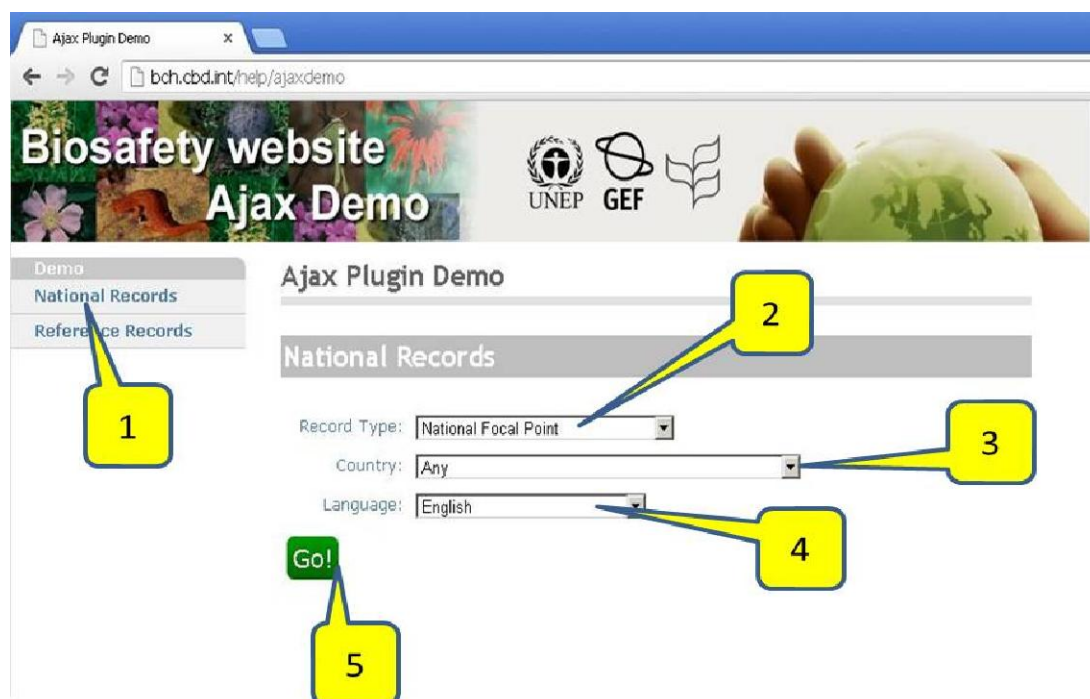 Ajax Plugin Demo x
bch.cbd.int/help/ajaxdemo
Biosafety website
Ajax Demo
UNEP
GEF
Demo
National Records
Reference Records
Ajax Plugin Demo
National Records
Record Type: National Focal Point
Country: Any
Language: English
Go!
1
2
3
4
5